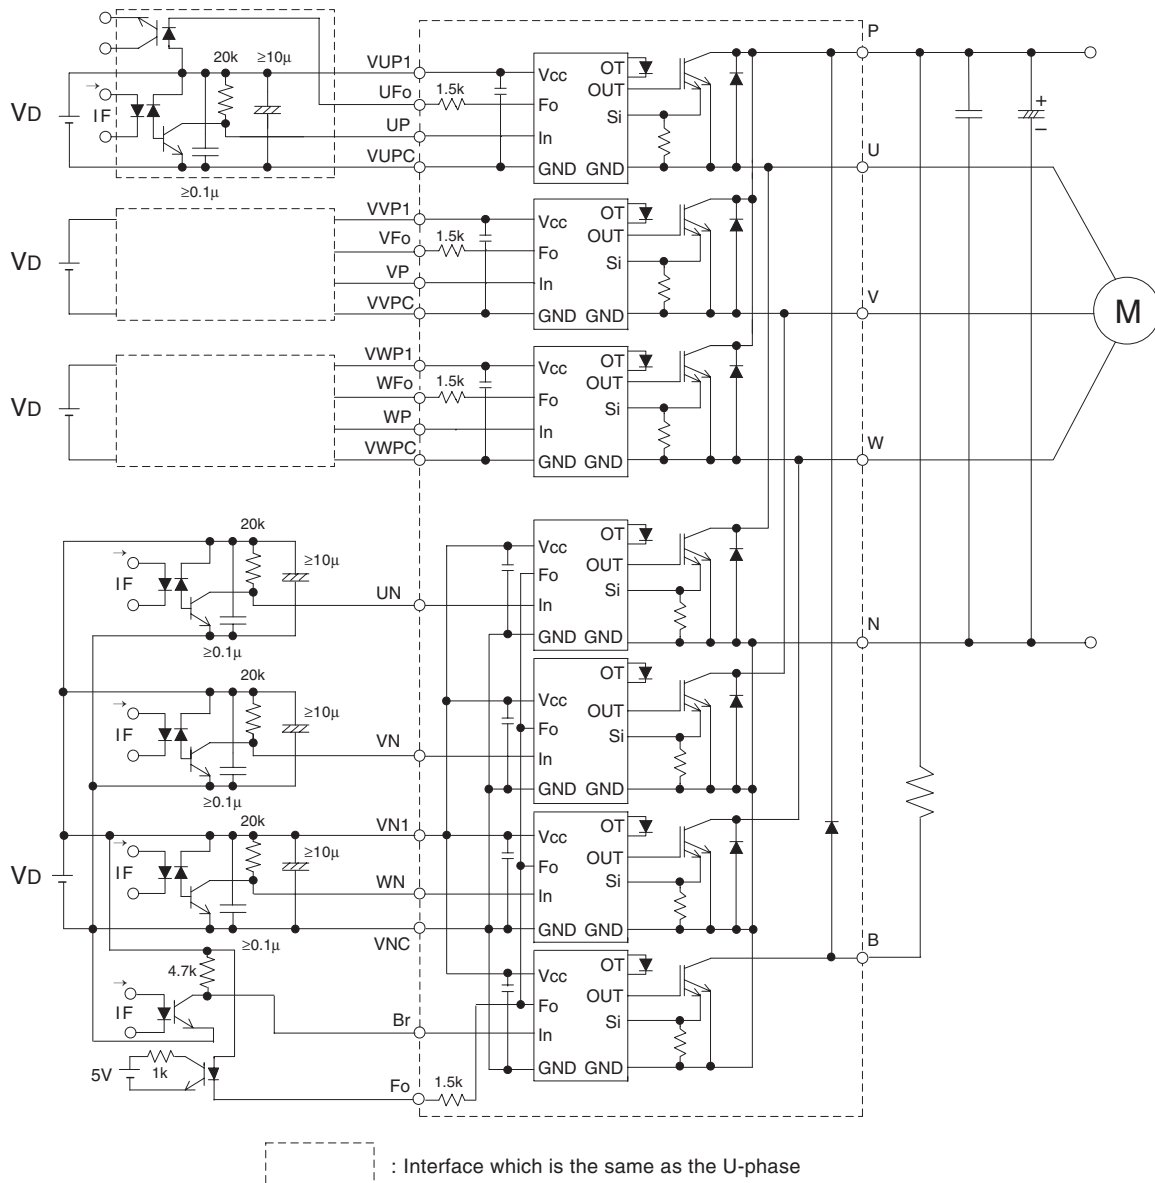 P
20k
≥10µ
VUP1
Vcc
OT
UFo
1.5k
OUT
+
VD
IF
Fo
Si
–
UP
In
VUPC
GND GND
U
≥0.1µ
VVP1
Vcc
OT
VFo
1.5k
OUT
VD
Fo
Si
VP
In
V
VVPC
GND GND
M
VWP1
Vcc
OT
WFo
1.5k
OUT
VD
Fo
Si
WP
In
W
VWPC
GND GND
20k
OT
≥10µ
Vcc
OUT
IF
Fo
UN
Si
In
N
GND GND
≥0.1µ
20k
OT
Vcc
≥10µ
OUT
IF
Fo
VN
Si
In
GND GND
≥0.1µ
20k
VN1
Vcc
OT
≥10µ
VD
IF
OUT
Fo
WN
Si
In
GND GND
≥0.1µ
VNC
B
4.7k
Vcc
OT
IF
OUT
Fo
Br
Si
In
5V
1k
GND GND
Fo
1.5k
: Interface which is the same as the U-phase